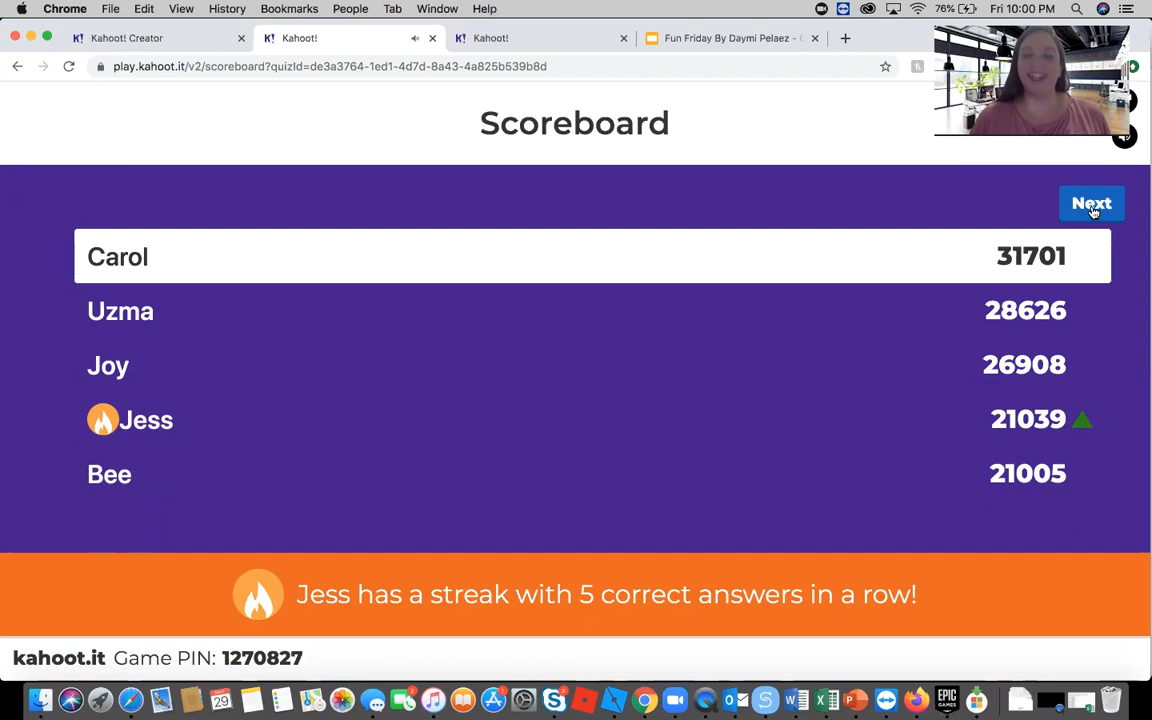 Chrome File Edit View History Bookmarks People Tab Window Help 76% Fri 10:00 PM
K! Kahoot! Creator × K! Kahoot! × K! Kahoot! × Fun Friday By Daymi Pelaez - × +
play.kahoot.it/v2/scoreboard?quizId=de3a3764-1ed1-4d7d-8a43-4a825b539b8d
Scoreboard
Next
Carol 31701
Uzma 28626
Joy 26908
Jess 21039
Bee 21005
Jess has a streak with 5 correct answers in a row!
kahoot.it Game PIN: 1270827